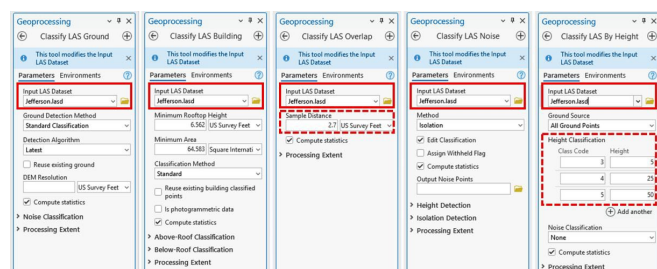 Geoprocessing
Classify LAS Ground
This tool modifies the Input
LAS Dataset
Parameters Environments
Input LAS Dataset
Jefferson.lasd
Ground Detection Method
Standard Classification
Detection Algorithm
Latest
Reuse existing ground
DEM Resolution
US Survey Feet
Compute statistics
Noise Classification
Processing Extent
Geoprocessing
Classify LAS Building
This tool modifies the Input
LAS Dataset
Parameters Environments
Input LAS Dataset
Jefferson.lasd
Minimum Rooftop Height
6.562 US Survey Feet
Minimum Area
64.583 Square Internati
Classification Method
Standard
Reuse existing building classified
points
Is photogrammetric data
Compute statistics
Above-Roof Classification
Below-Roof Classification
Processing Extent
Geoprocessing
Classify LAS Overlap
This tool modifies the Input
LAS Dataset
Parameters Environments
Input LAS Dataset
Jefferson.lasd
Sample Distance
2.7 US Survey Feet
Compute statistics
Processing Extent
Geoprocessing
Classify LAS Noise
This tool modifies the Input
LAS Dataset
Parameters Environments
Input LAS Dataset
Jefferson.lasd
Method
Isolation
Edit Classification
Assign Withheld Flag
Compute statistics
Output Noise Points
Height Detection
Isolation Detection
Processing Extent
Geoprocessing
Classify LAS By Height
This tool modifies the Input
LAS Dataset
Parameters Environments
Input LAS Dataset
Jefferson.lasd
Ground Source
All Ground Points
Height Classification
Class Code Height
3 5
4 25
5 50
Add another
Noise Classification
None
Compute statistics
Processing Extent